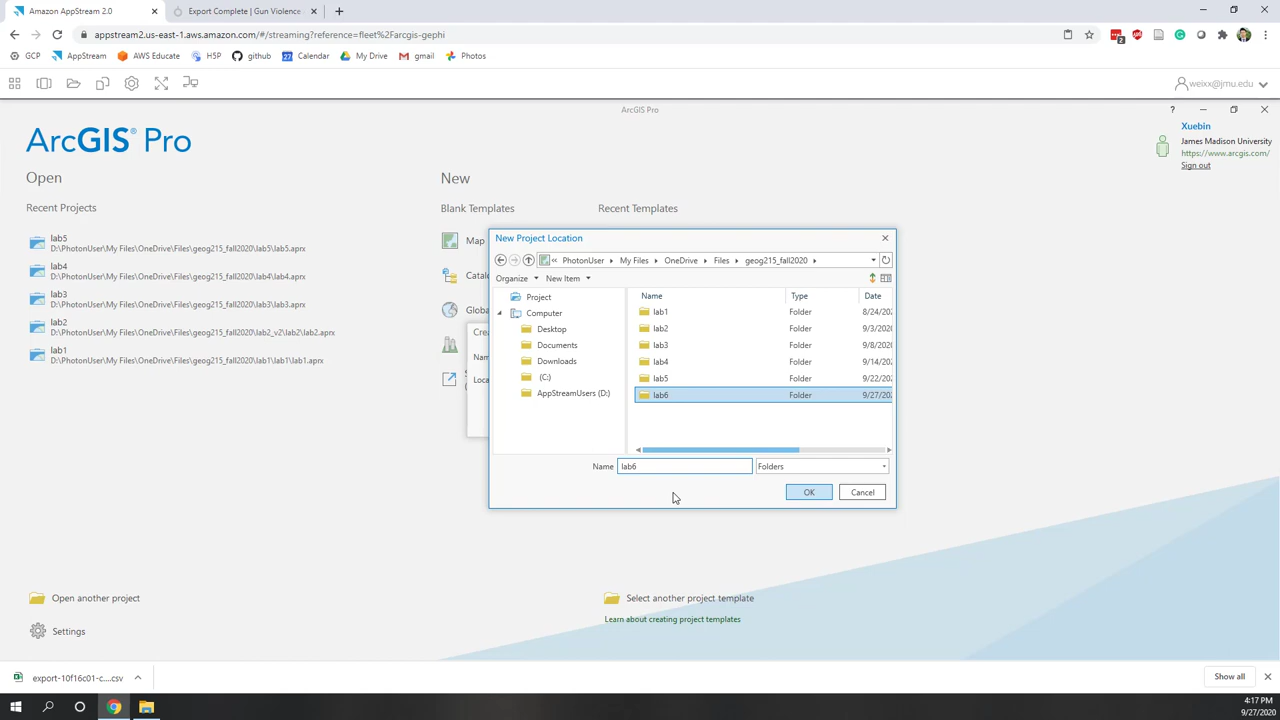 Amazon AppStream 2.0
Export Complete | Gun Violence
appstream2.us-east-1.aws.amazon.com/#/streaming?reference=fleet%2Farcgis-gephi
GCP AppStream AWS Educate H5P github Calendar My Drive gmail Photos
weixx@jmu.edu
ArcGIS Pro
ArcGIS® Pro
Xuebin
James Madison University
https://www.arcgis.com/
Sign out
Open
New
Recent Projects
Blank Templates
Recent Templates
lab5
D:\PhotonUser\My Files\OneDrive\Files\geog215_fall2020\lab5\lab5.aprx
lab4
D:\PhotonUser\My Files\OneDrive\Files\geog215_fall2020\lab4\lab4.aprx
lab3
D:\PhotonUser\My Files\OneDrive\Files\geog215_fall2020\lab3\lab3.aprx
lab2
D:\PhotonUser\My Files\OneDrive\Files\geog215_fall2020\lab2_v2\lab2\lab2.aprx
lab1
D:\PhotonUser\My Files\OneDrive\Files\geog215_fall2020\lab1\lab1\lab1.aprx
Map
Catal
Globa
Crea
Nam
Loca
New Project Location
PhotonUser My Files OneDrive Files geog215_fall2020
Organize New Item
Project
Computer
Desktop
Documents
Downloads
(C:)
AppStreamUsers (D:)
Name Type Date
lab1 Folder 8/24/202
lab2 Folder 9/3/2020
lab3 Folder 9/8/2020
lab4 Folder 9/14/202
lab5 Folder 9/22/202
lab6 Folder 9/27/202
Name lab6 Folders
OK Cancel
Open another project
Settings
Select another project template
Learn about creating project templates
export-10f16c01-c....csv
Show all
4:17 PM
9/27/2020